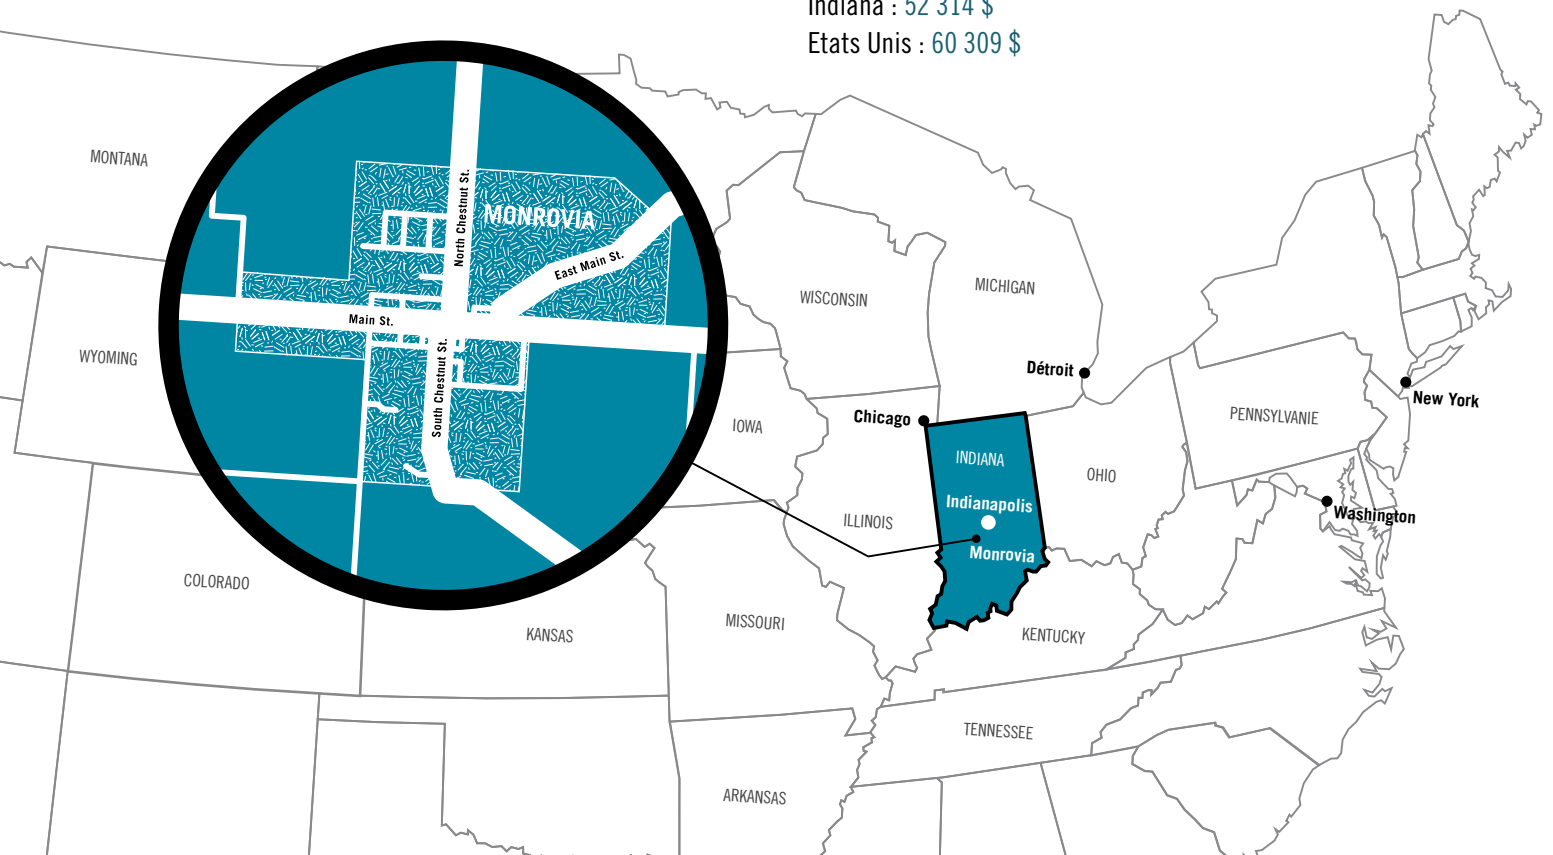 Indiana : 52 314 $
Etats Unis : 60 309 $
MONTANA
North Chestnut St.
MONROVIA
East Main St.
MICHIGAN
WISCONSIN
Main St.
WYOMING
South Chestnut St.
Détroit
New York
Chicago
PENNSYLVANIE
IOWA
INDIANA
OHIO
Indianapolis
Washington
ILLINOIS
Monrovia
COLORADO
MISSOURI
KANSAS
KENTUCKY
TENNESSEE
ARKANSAS